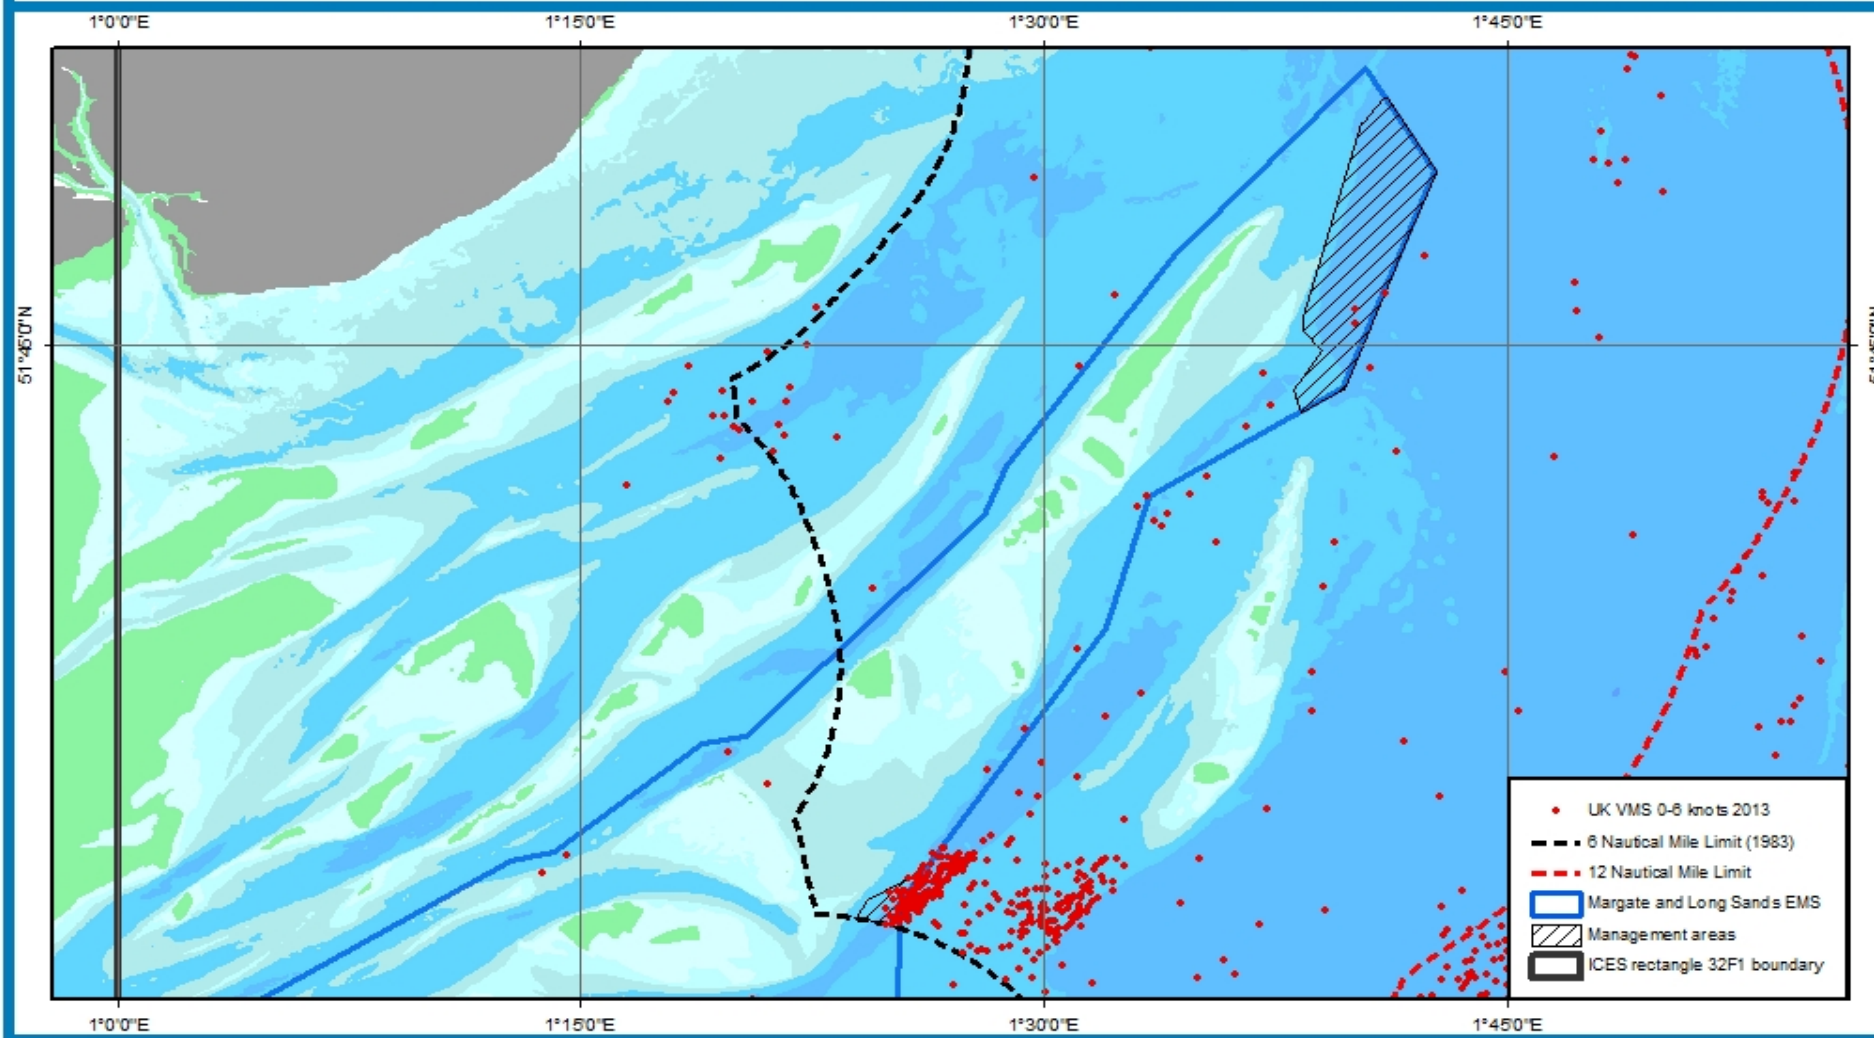 1°0'0"E 1°15'0"E 1°30'0"E 1°45'0"E
51°45'0"N
UK VMS 0-6 knots 2013
6 Nautical Mile Limit (1983)
12 Nautical Mile Limit
Margate and Long Sands EMS
Management areas
ICES rectangle 32F1 boundary
1°0'0"E 1°15'0"E 1°30'0"E 1°45'0"E